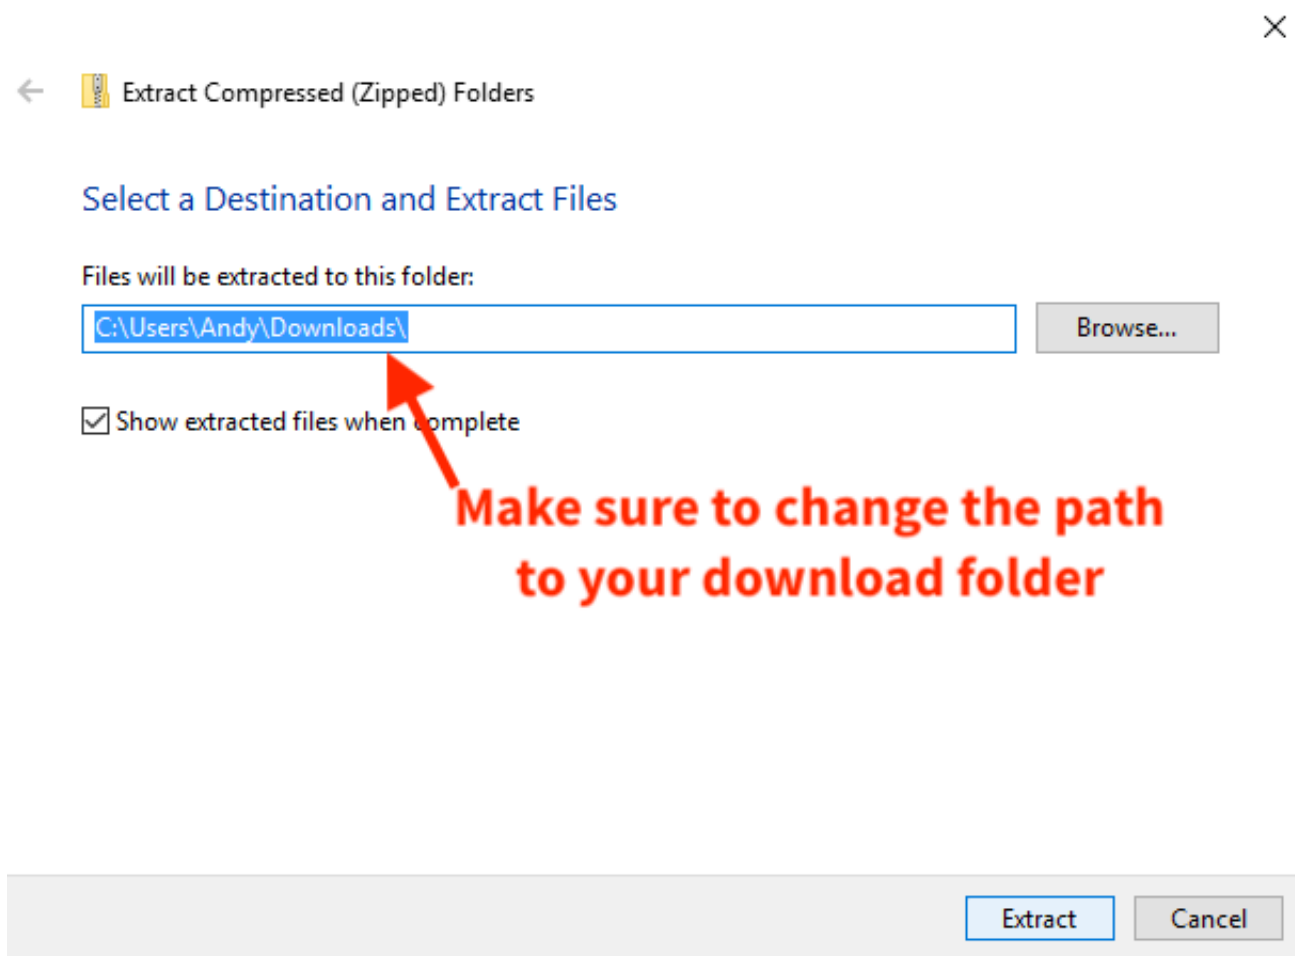 Extract Compressed (Zipped) Folders
Select a Destination and Extract Files
Files will be extracted to this folder:
C:\Users\Andy\Downloads\
Browse...
Show extracted files when complete
Make sure to change the path
to your download folder
Extract
Cancel